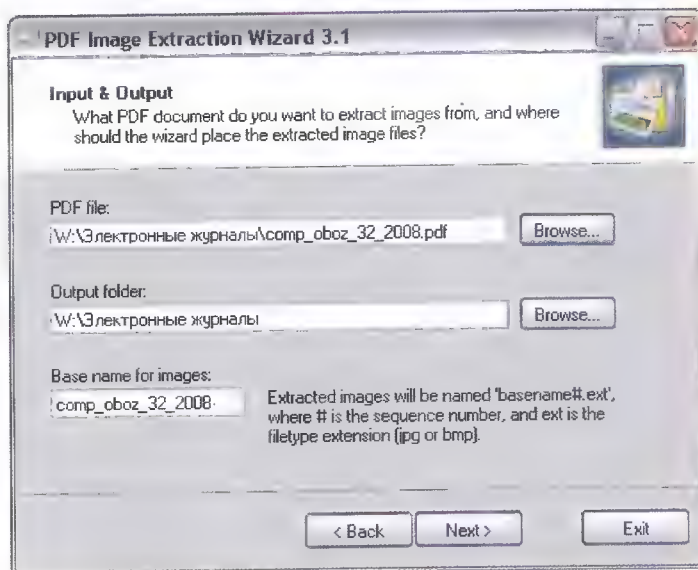 PDF Image Extraction Wizard 3.1
Input & Output
What PDF document do you want to extract images from, and where
should the wizard place the extracted image files?
PDF file:
W:\Электронные журналы\comp_oboz_32_2008.pdf
Browse...
Output folder:
W:\Электронные журналы
Browse...
Base name for images:
comp_oboz_32_2008
Extracted images will be named 'basename#.ext',
where # is the sequence number, and ext is the
filetype extension (jpg or bmp).
< Back
Next >
Exit